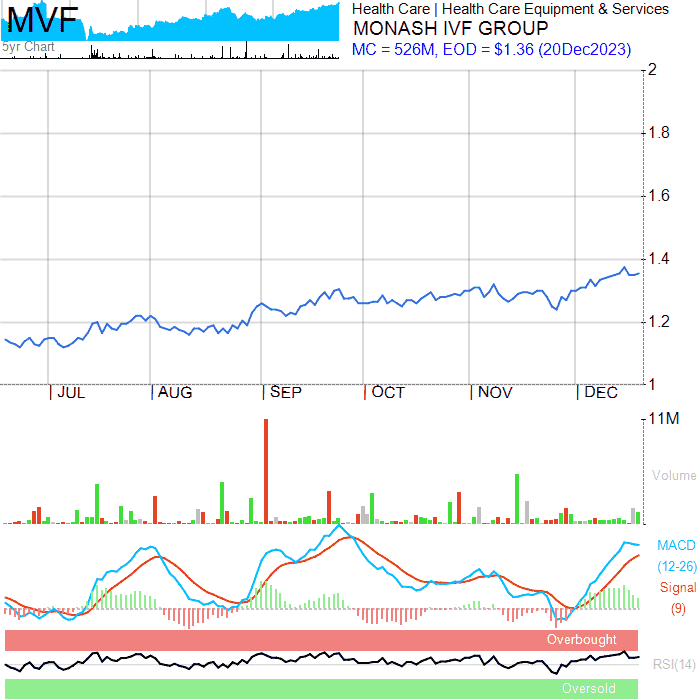 MVF
5yr Chart
Health Care | Health Care Equipment & Services
MONASH IVF GROUP
MC = 526M, EOD = $1.36 (20Dec2023)
2
1.8
1.6
1.4
1.2
1
JUL AUG SEP OCT NOV DEC
11M
Volume
MACD
(12-26)
Signal
(9)
Overbought
RSI(14)
Oversold